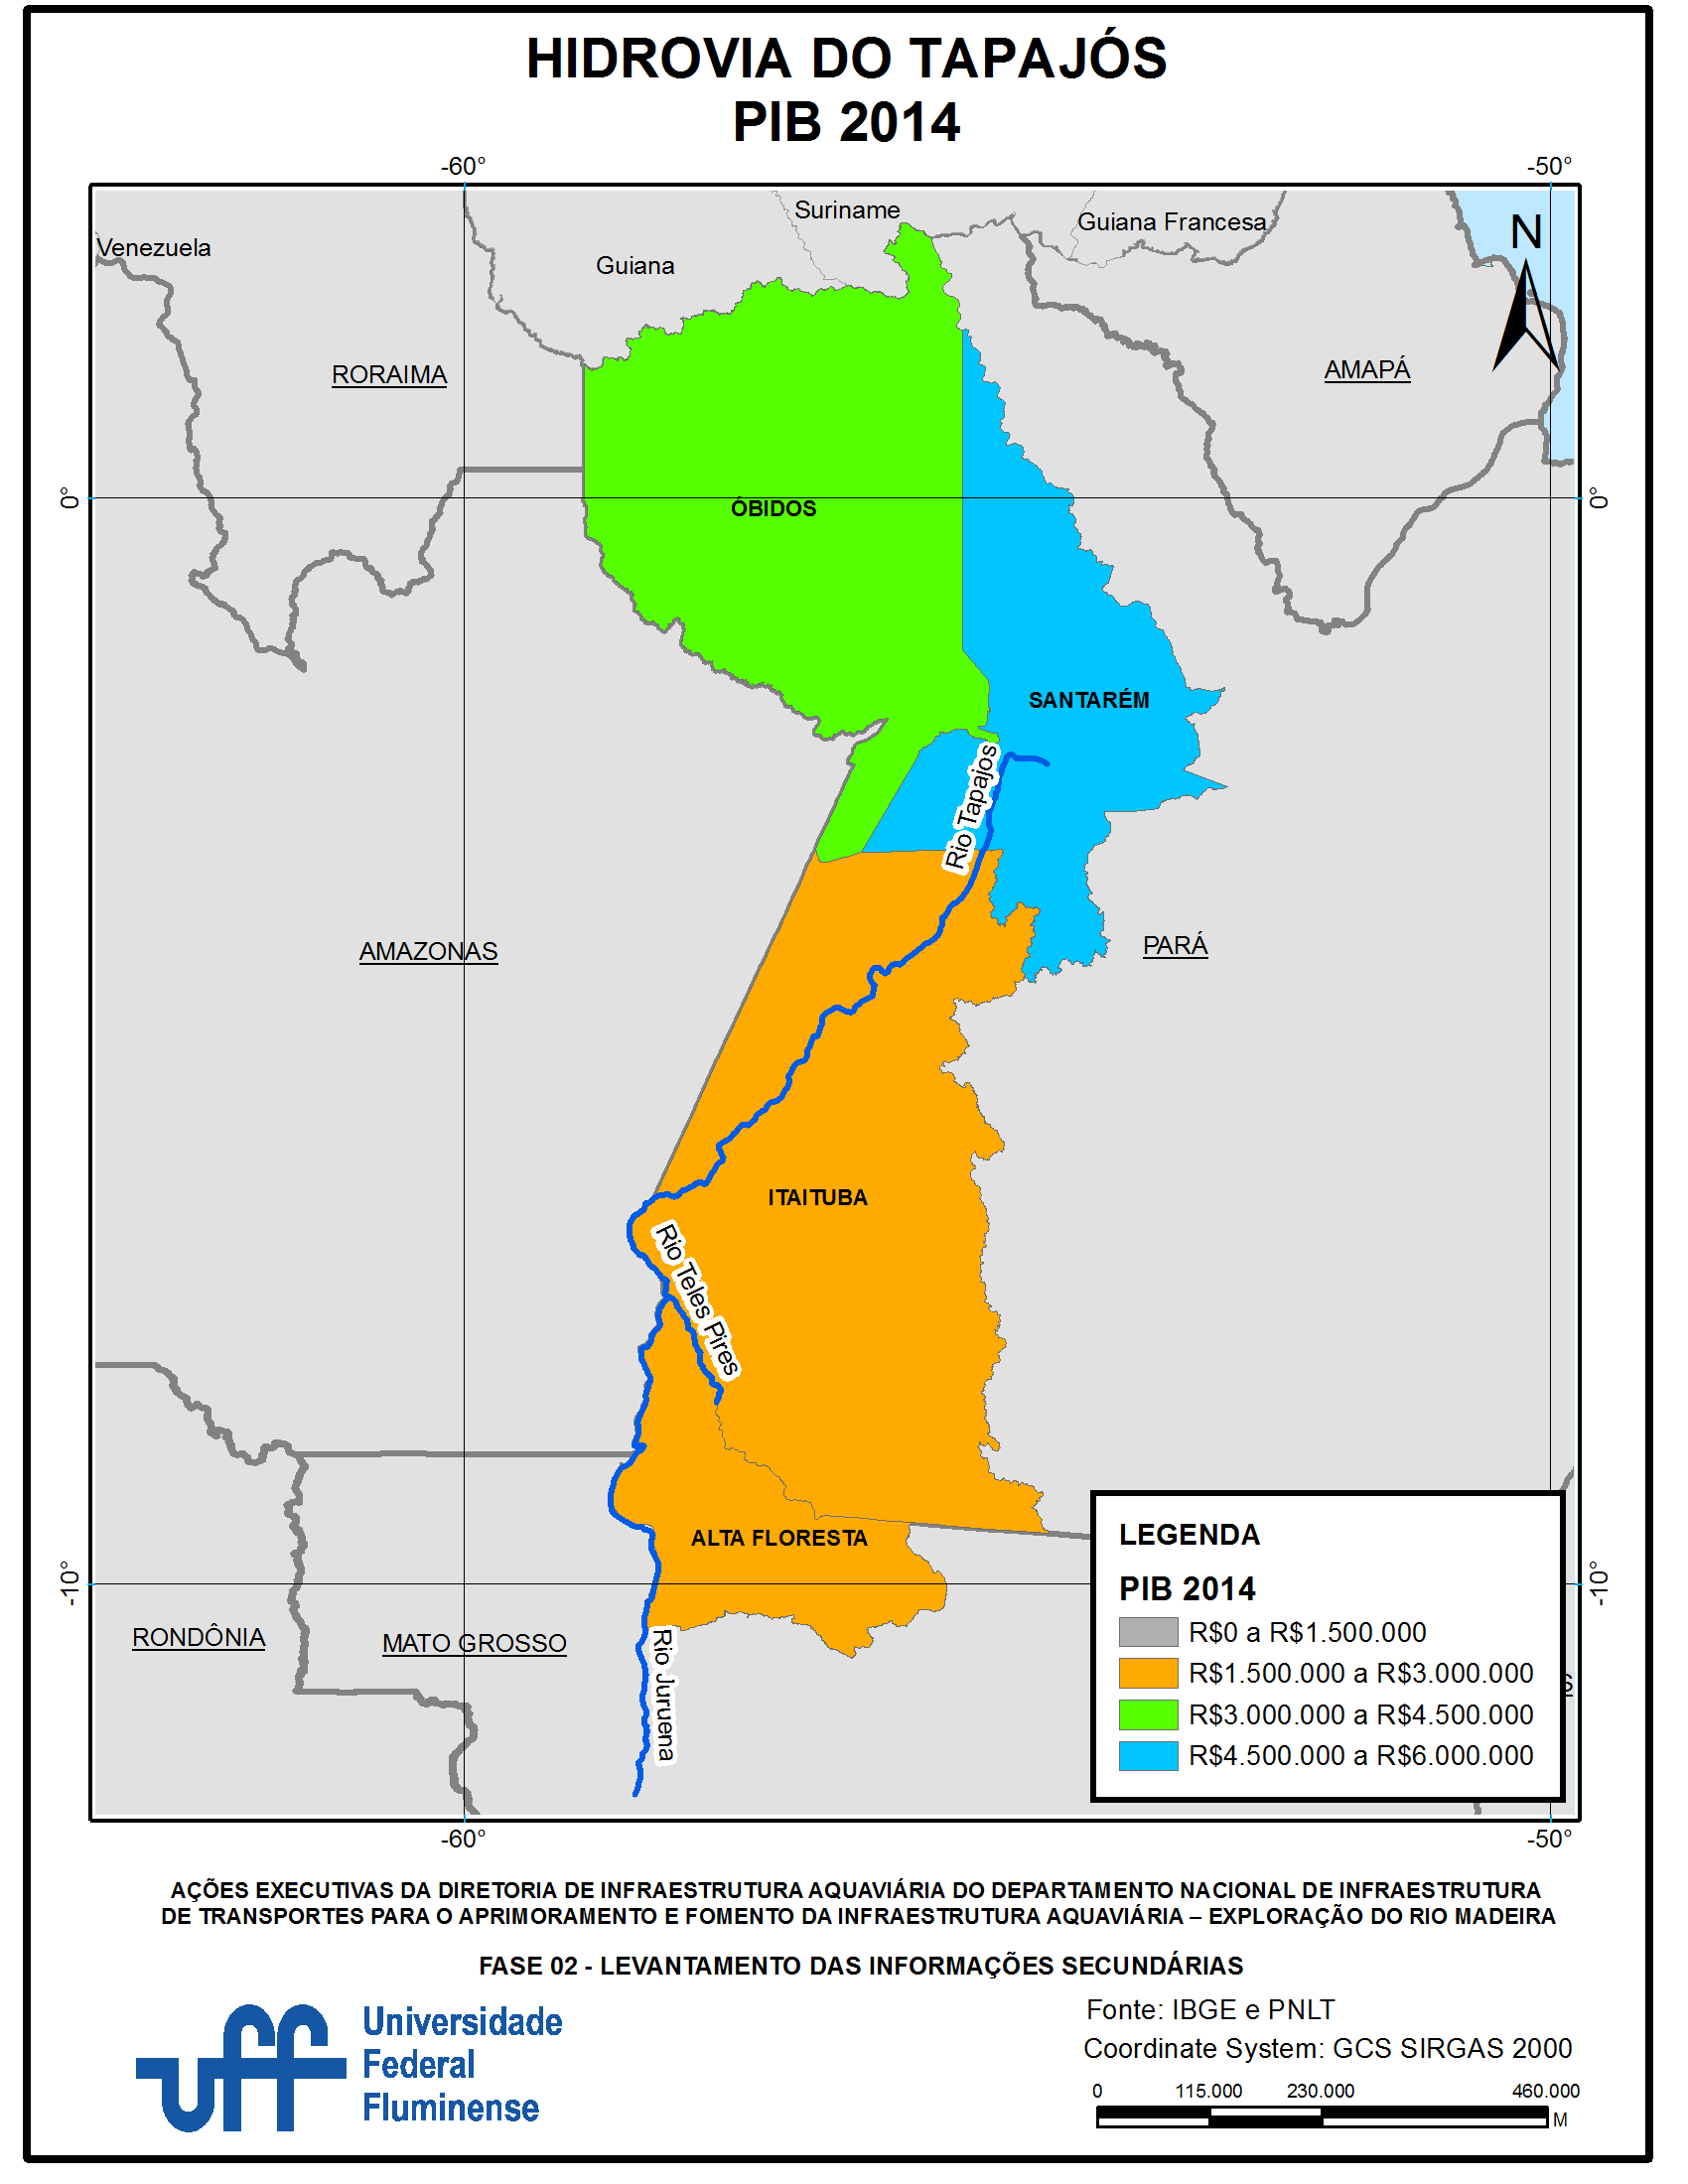 HIDROVIA DO TAPAJÓS
PIB 2014
-60°
-50°
Suriname
Guiana Francesa
N
Venezuela
Guiana
RORAIMA
AMAPÁ
0°
0°
ÓBIDOS
SANTARÉM
Rio Tapajos
AMAZONAS
PARÁ
ITAITUBA
Rio Teles Pires
ALTA FLORESTA
-10°
-10°
RONDÔNIA
MATO GROSSO
Rio Juruena
LEGENDA
PIB 2014
R$0 a R$1.500.000
R$1.500.000 a R$3.000.000
R$3.000.000 a R$4.500.000
R$4.500.000 a R$6.000.000
-60°
-50°
AÇÕES EXECUTIVAS DA DIRETORIA DE INFRAESTRUTURA AQUAVIÁRIA DO DEPARTAMENTO NACIONAL DE INFRAESTRUTURA
DE TRANSPORTES PARA O APRIMORAMENTO E FOMENTO DA INFRAESTRUTURA AQUAVIÁRIA – EXPLORAÇÃO DO RIO MADEIRA
FASE 02 - LEVANTAMENTO DAS INFORMAÇÕES SECUNDÁRIAS
uff
Universidade
Federal
Fluminense
Fonte: IBGE e PNLT
Coordinate System: GCS SIRGAS 2000
0 115.000 230.000 460.000
M